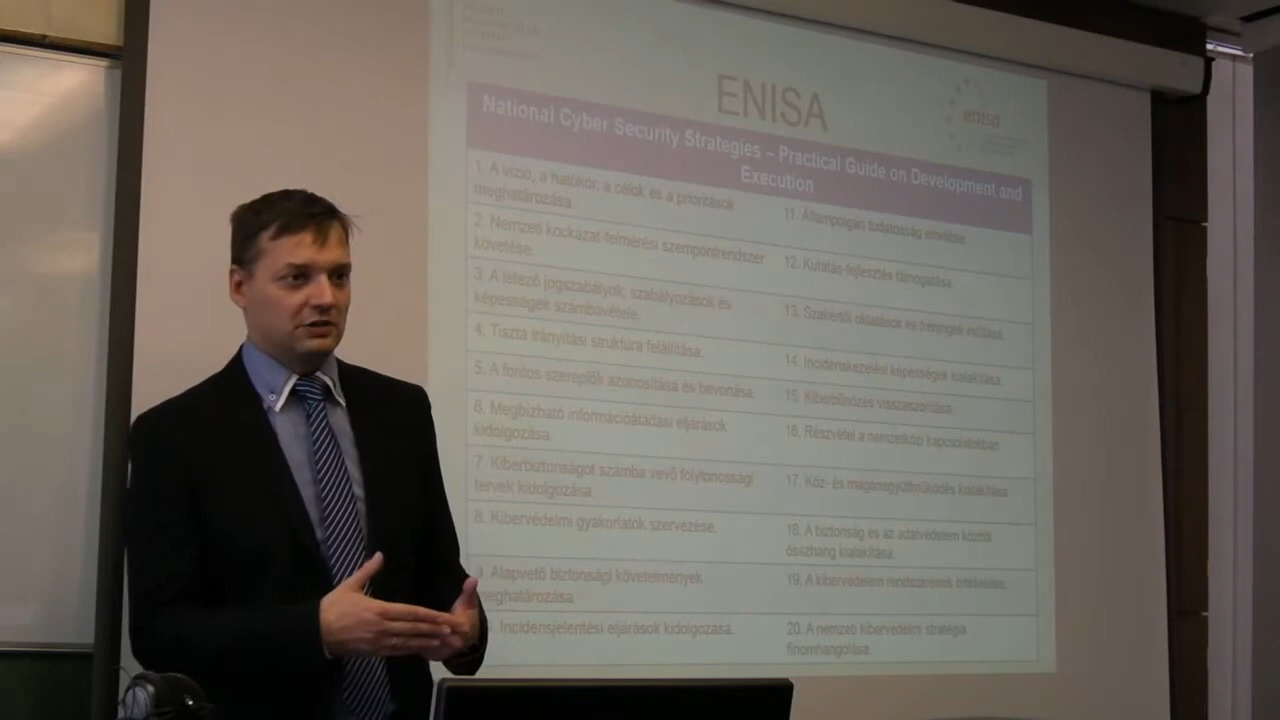 ENISA
enisa
National Cyber Security Strategies – Practical Guide on Development and
Execution
1. A vízió, a hatókör, a célok és a prioritások
meghatározása.
2. Nemzeti kockázat-felmérési szempontrendszer
követése.
3. A létező jogszabályok, szabályozások és
képességek számbavétele.
4. Tiszta irányítási struktúra felállítása.
5. A fontos szereplők azonosítása és bevonása.
6. Megbízható információátadási eljárások
kidolgozása.
7. Kiberbiztonságot számba vevő folytonossági
tervek kidolgozása.
8. Kibervédelmi gyakorlatok szervezése.
Alapvető biztonsági követelmények
meghatározása
Incidensjelentési eljárások kidolgozása.
11. Állampolgári tudatosság emelése.
12. Kutatás-fejlesztés támogatása.
13. Szakértői oktatások és tréningek indítása.
14. Incidenskezelési képességek kialakítása.
15. Kiberbűnözés visszaszorítása.
16. Részvétel a nemzetközi kapcsolatokban
17. Köz- és magánegyüttműködés kialakítása
18. A biztonság és az adatvédelem közötti
összhang kialakítása.
19. A kibervédelem rendszerének értékelése.
20. A nemzeti kibervédelmi stratégia
finomhangolása.